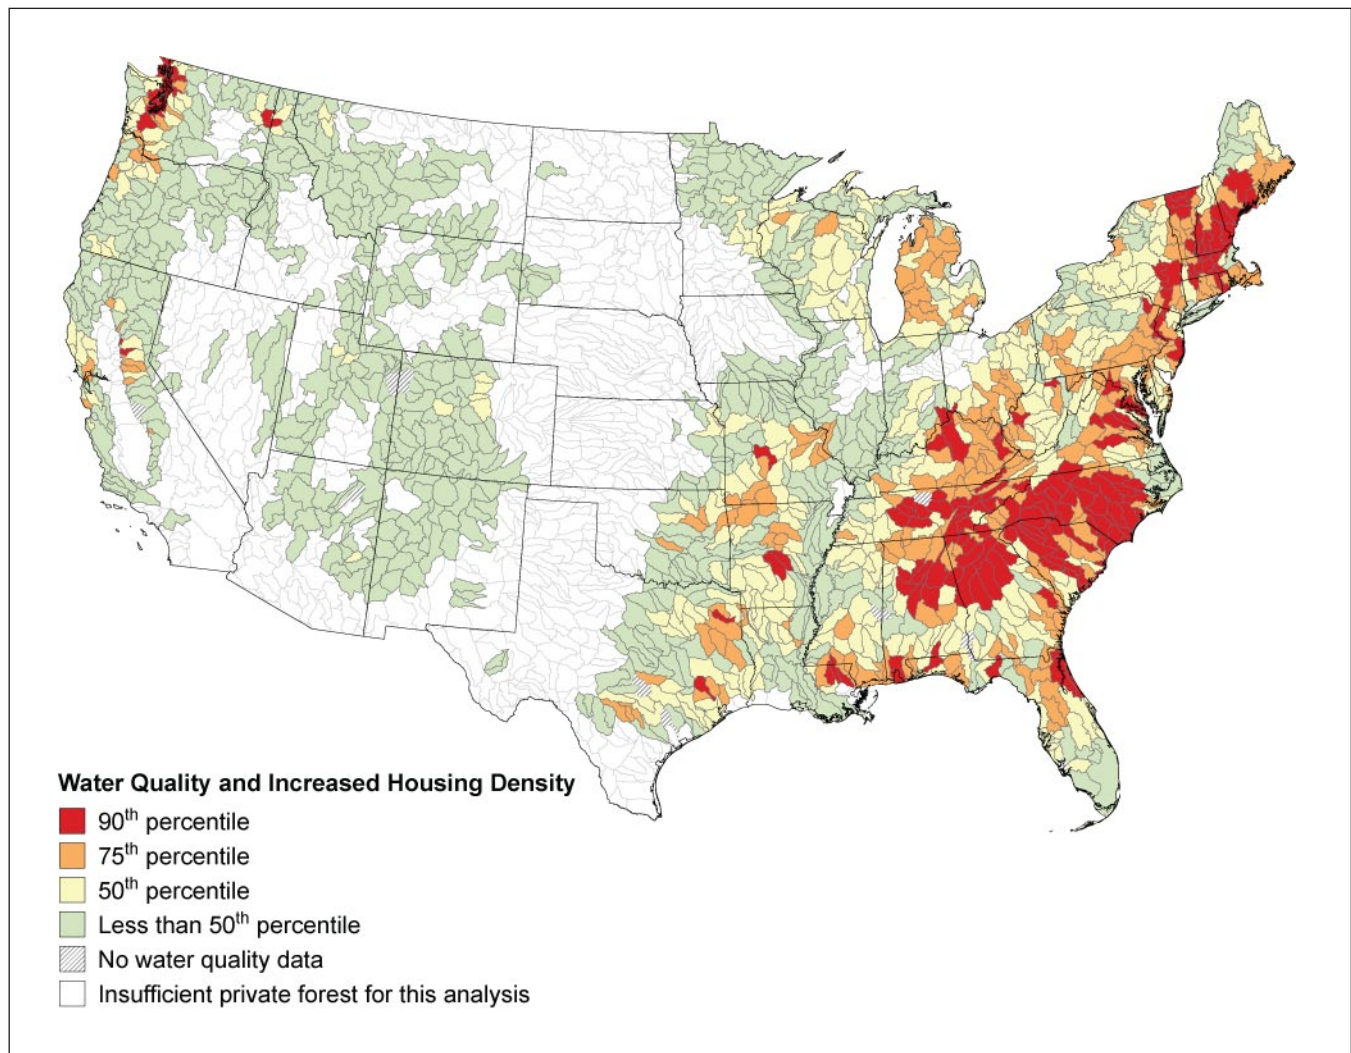 Water Quality and Increased Housing Density
90th percentile
75th percentile
50th percentile
Less than 50th percentile
No water quality data
Insufficient private forest for this analysis